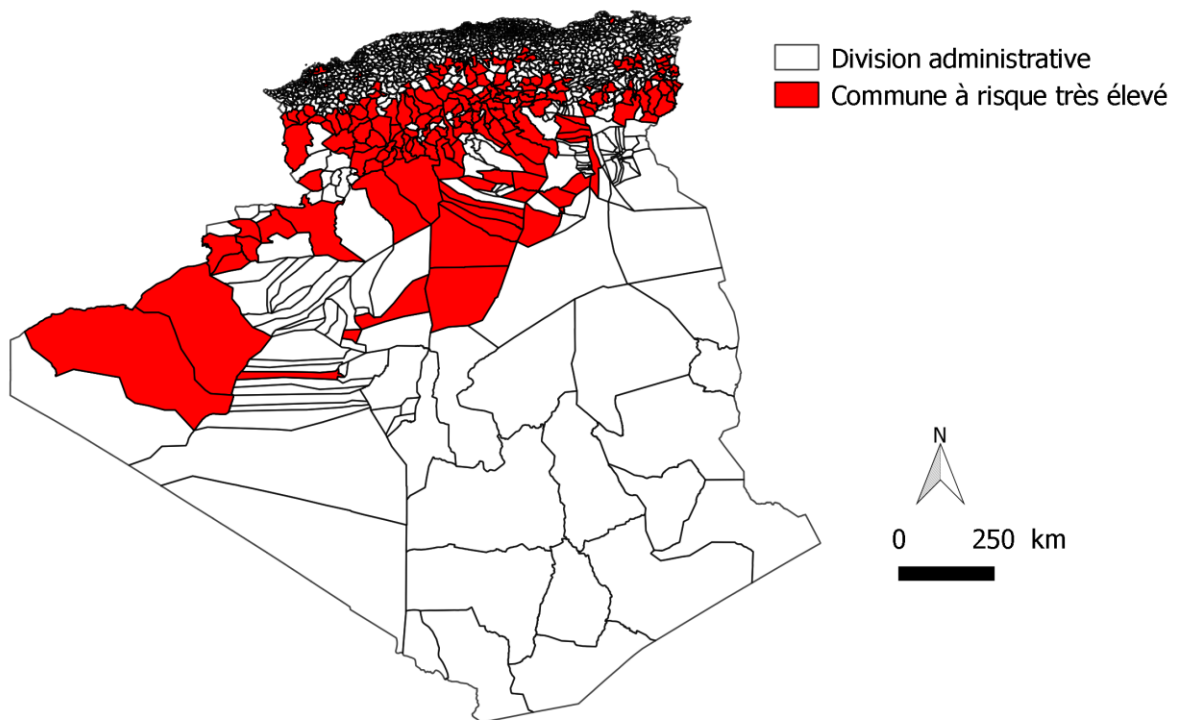 Division administrative
Commune à risque très élevé
N
0 250 km